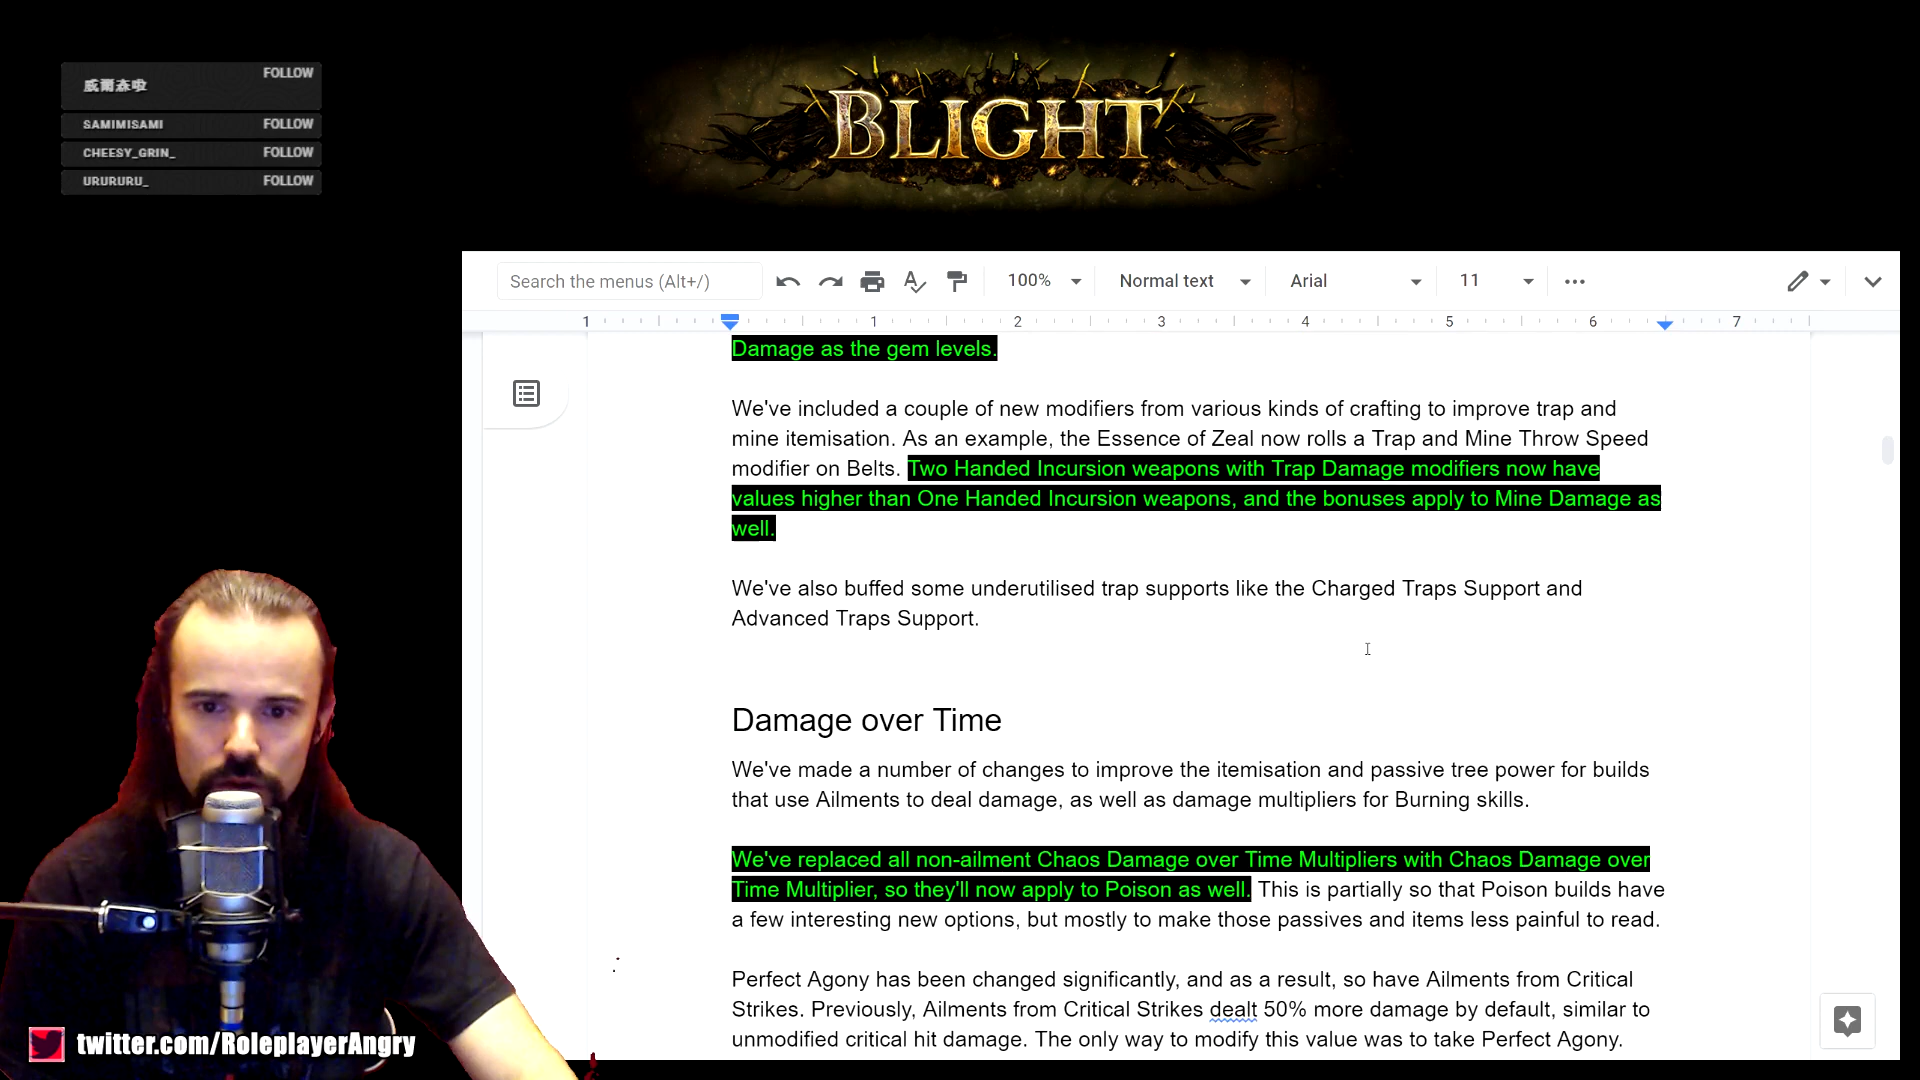 威爾森啦 FOLLOW
SAMIMISAMI FOLLOW
CHEESY_GRIN_ FOLLOW
URURURU_ FOLLOW
BLIGHT
Search the menus (Alt+/) 100% Normal text Arial 11
1 1 2 3 4 5 6 7
Damage as the gem levels.
We've included a couple of new modifiers from various kinds of crafting to improve trap and
mine itemisation. As an example, the Essence of Zeal now rolls a Trap and Mine Throw Speed
modifier on Belts. Two Handed Incursion weapons with Trap Damage modifiers now have
values higher than One Handed Incursion weapons, and the bonuses apply to Mine Damage as
well.
We've also buffed some underutilised trap supports like the Charged Traps Support and
Advanced Traps Support.
Damage over Time
We've made a number of changes to improve the itemisation and passive tree power for builds
that use Ailments to deal damage, as well as damage multipliers for Burning skills.
We've replaced all non-ailment Chaos Damage over Time Multipliers with Chaos Damage over
Time Multiplier, so they'll now apply to Poison as well. This is partially so that Poison builds have
a few interesting new options, but mostly to make those passives and items less painful to read.
Perfect Agony has been changed significantly, and as a result, so have Ailments from Critical
Strikes. Previously, Ailments from Critical Strikes dealt 50% more damage by default, similar to
unmodified critical hit damage. The only way to modify this value was to take Perfect Agony.
twitter.com/RoleplayerAngry